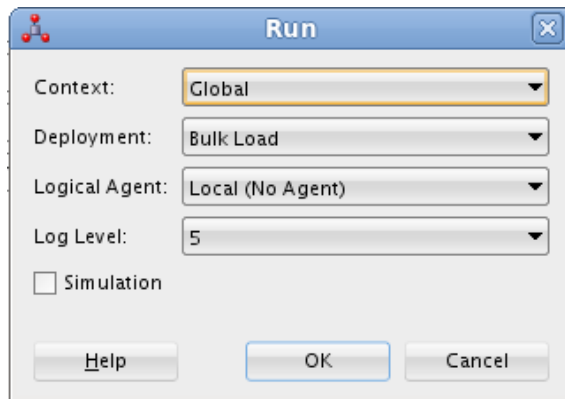 Run
Context: Global
Deployment: Bulk Load
Logical Agent: Local (No Agent)
Log Level: 5
Simulation
Help OK Cancel